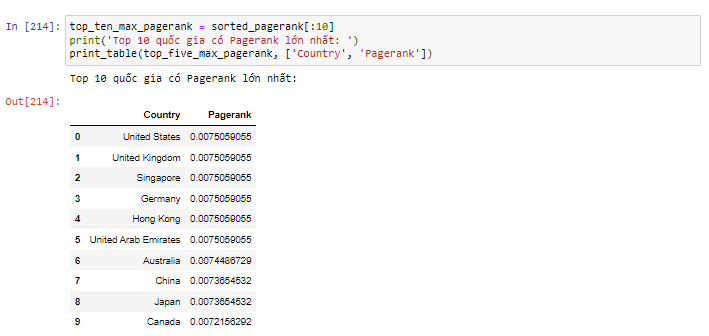 In [214]: top_ten_max_pagerank = sorted_pagerank[:10]
print('Top 10 quốc gia có Pagerank lớn nhất: ')
print_table(top_five_max_pagerank, ['Country', 'Pagerank'])
Top 10 quốc gia có Pagerank lớn nhất:
Out[214]:
Country Pagerank
0 United States 0.0075059055
1 United Kingdom 0.0075059055
2 Singapore 0.0075059055
3 Germany 0.0075059055
4 Hong Kong 0.0075059055
5 United Arab Emirates 0.0075059055
6 Australia 0.0074486729
7 China 0.0073654532
8 Japan 0.0073654532
9 Canada 0.0072156292